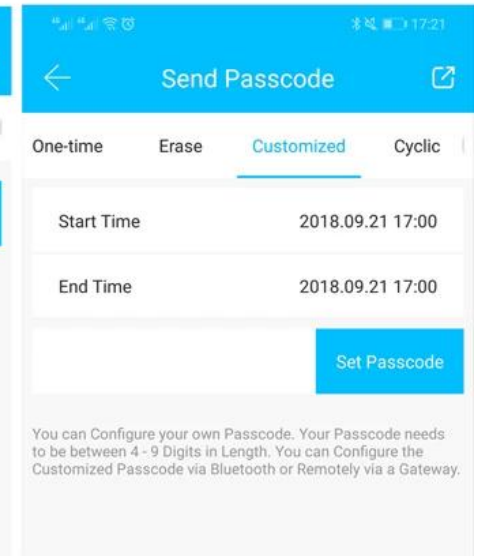 17:21
Send Passcode
One-time Erase Customized Cyclic
Start Time 2018.09.21 17:00
End Time 2018.09.21 17:00
Set Passcode
You can Configure your own Passcode. Your Passcode needs
to be between 4 - 9 Digits in Length. You can Configure the
Customized Passcode via Bluetooth or Remotely via a Gateway.